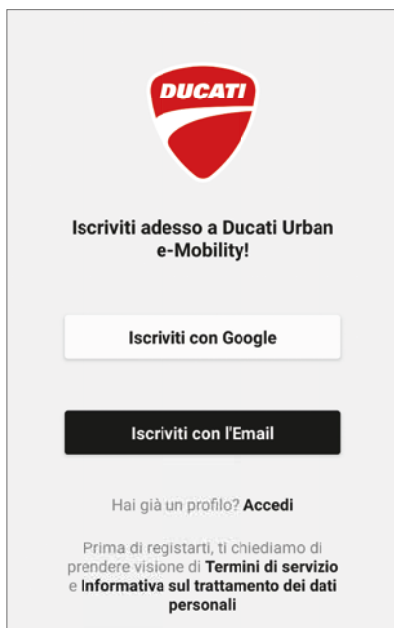 DUCATI
Iscriviti adesso a Ducati Urban
e-Mobility!
Iscriviti con Google
Iscriviti con l'Email
Hai già un profilo? Accedi
Prima di registarti, ti chiediamo di
prendere visione di Termini di servizio
e Informativa sul trattamento dei dati
personali